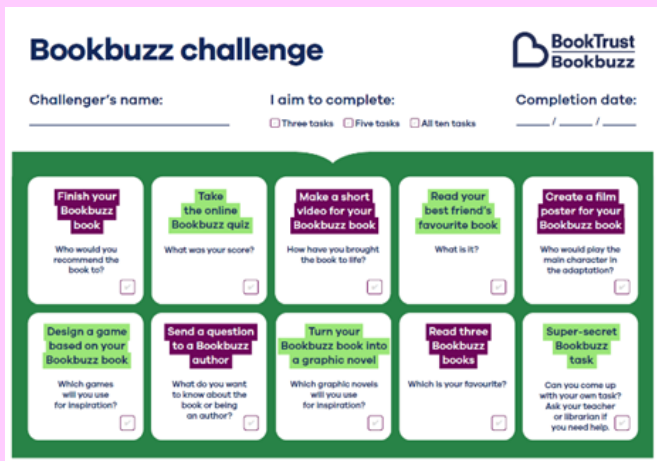 Bookbuzz challenge
BookTrust
Bookbuzz
Challenger's name:
I aim to complete:
Completion date:
Three tasks Five tasks All ten tasks
/ /
Finish your
Bookbuzz
book
Who would you
recommend the
book to?
Take
the online
Bookbuzz quiz
What was your score?
Make a short
video for your
Bookbuzz book
How have you brought
the book to life?
Read your
best friend's
favourite book
What is it?
Create a film
poster for your
Bookbuzz book
Who would play the
main character in
the adaptation?
Design a game
based on your
Bookbuzz book
Which games
will you use
for inspiration?
Send a question
to a Bookbuzz
author
What do you want
to know about the
book or being
an author?
Turn your
Bookbuzz book into
a graphic novel
Which graphic novels
will you use
for inspiration?
Read three
Bookbuzz
books
Which is your favourite?
Super-secret
Bookbuzz
task
Can you come up
with your own task?
Ask your teacher
or librarian if
you need help.